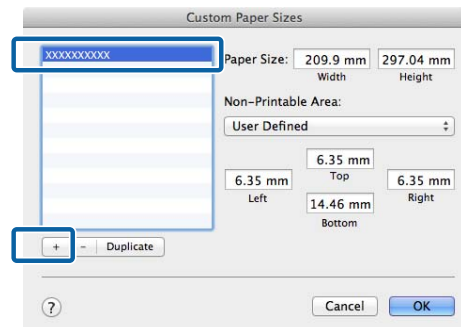 Custom Paper Sizes
XXXXXXXXXX
Paper Size: 209.9 mm 297.04 mm
Width Height
Non-Printable Area:
User Defined
6.35 mm
Top
6.35 mm 6.35 mm
Left Right
14.46 mm
Bottom
+ - Duplicate
? Cancel OK